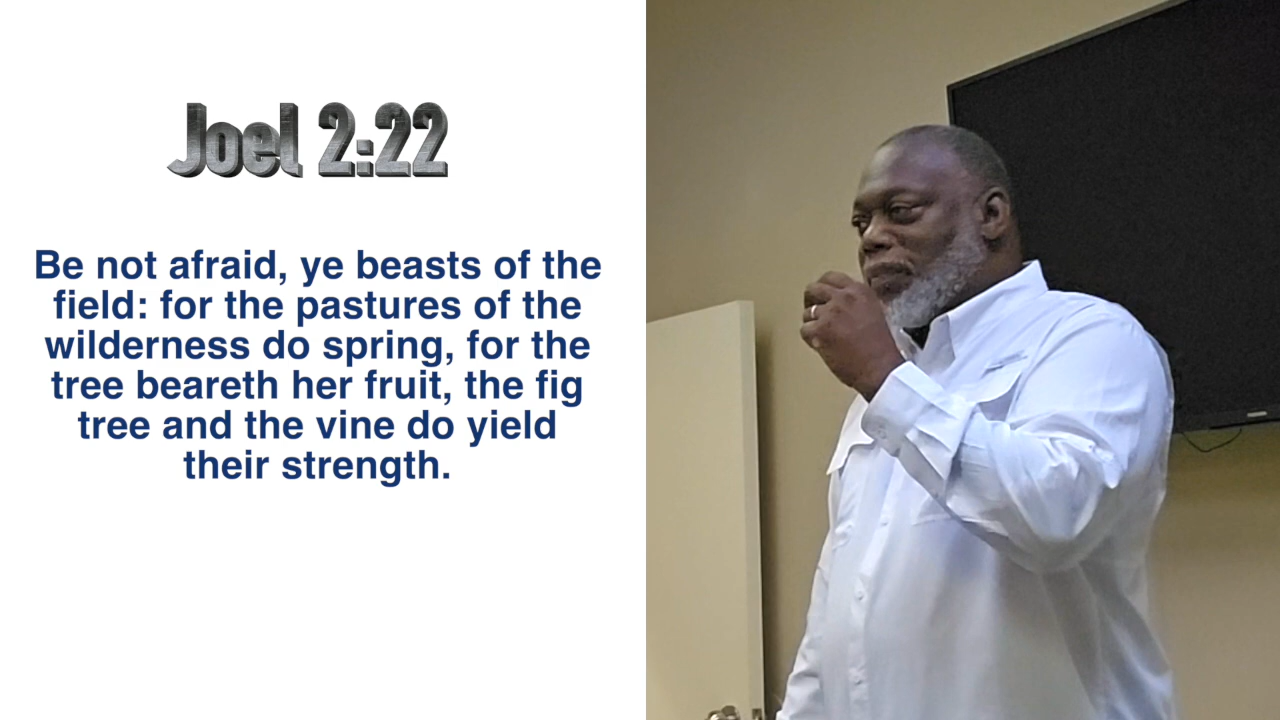 Joel 2:22
Be not afraid, ye beasts of the
field: for the pastures of the
wilderness do spring, for the
tree beareth her fruit, the fig
tree and the vine do yield
their strength.